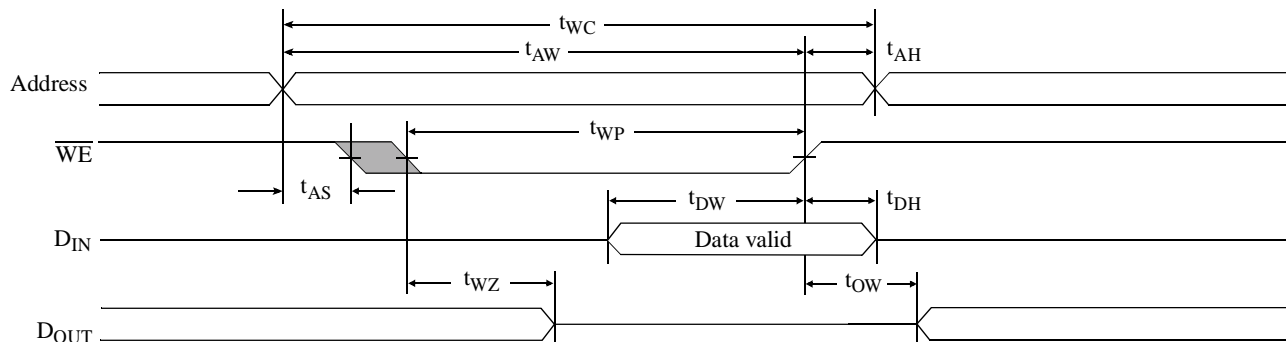 tWC
tAW
tAH
Address
tWP
WE
tAS
tDW
tDH
DIN
Data valid
tWZ
tOW
DOUT